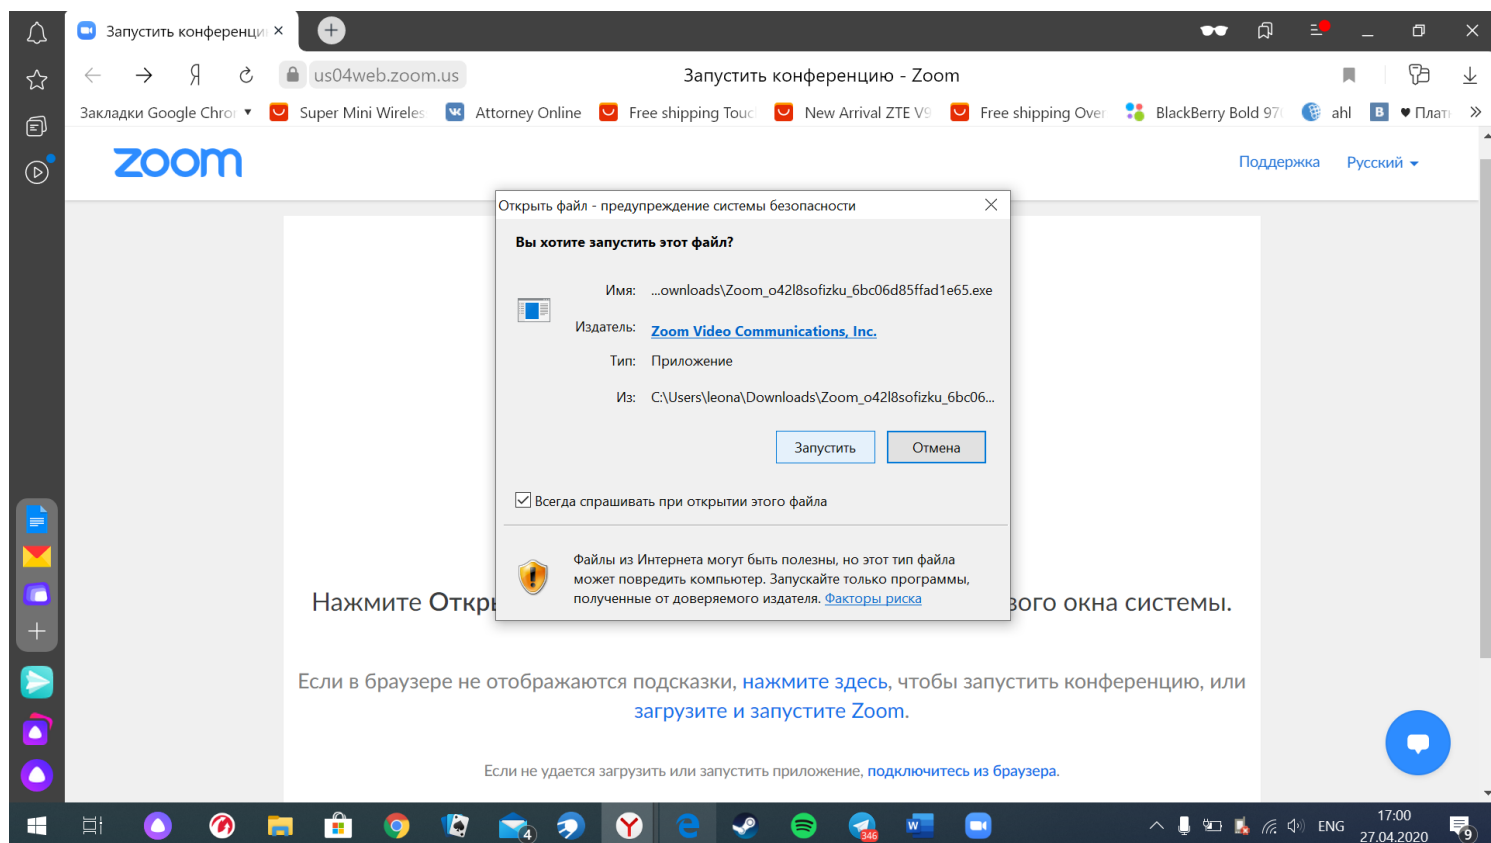 Запустить конференци
us04web.zoom.us
Запустить конференцию - Zoom
Закладки Google Chror
Super Mini Wireles
Attorney Online
Free shipping Touc
New Arrival ZTE V9
Free shipping Over
BlackBerry Bold 970
ahl
В
♥Плат
»
zoom
Поддержка
Русский
Открыть файл - предупреждение системы безопасности
Вы хотите запустить этот файл?
Имя: ...ownloads\Zoom_o42l8sofizku_6bc06d85ffad1e65.exe
Издатель: Zoom Video Communications, Inc.
Тип: Приложение
Из: C:\Users\leona\Downloads\Zoom_o42l8sofizku_6bc06...
Запустить
Отмена
Всегда спрашивать при открытии этого файла
Файлы из Интернета могут быть полезны, но этот тип файла
может повредить компьютер. Запускайте только программы,
полученные от доверяемого издателя. Факторы риска
Нажмите Откр
вого окна системы.
Если в браузере не отображаются подсказки, нажмите здесь, чтобы запустить конференцию, или
загрузите и запустите Zoom.
Если не удается загрузить или запустить приложение, подключитесь из браузера.
4
346
ENG
17:00
27.04.2020
9